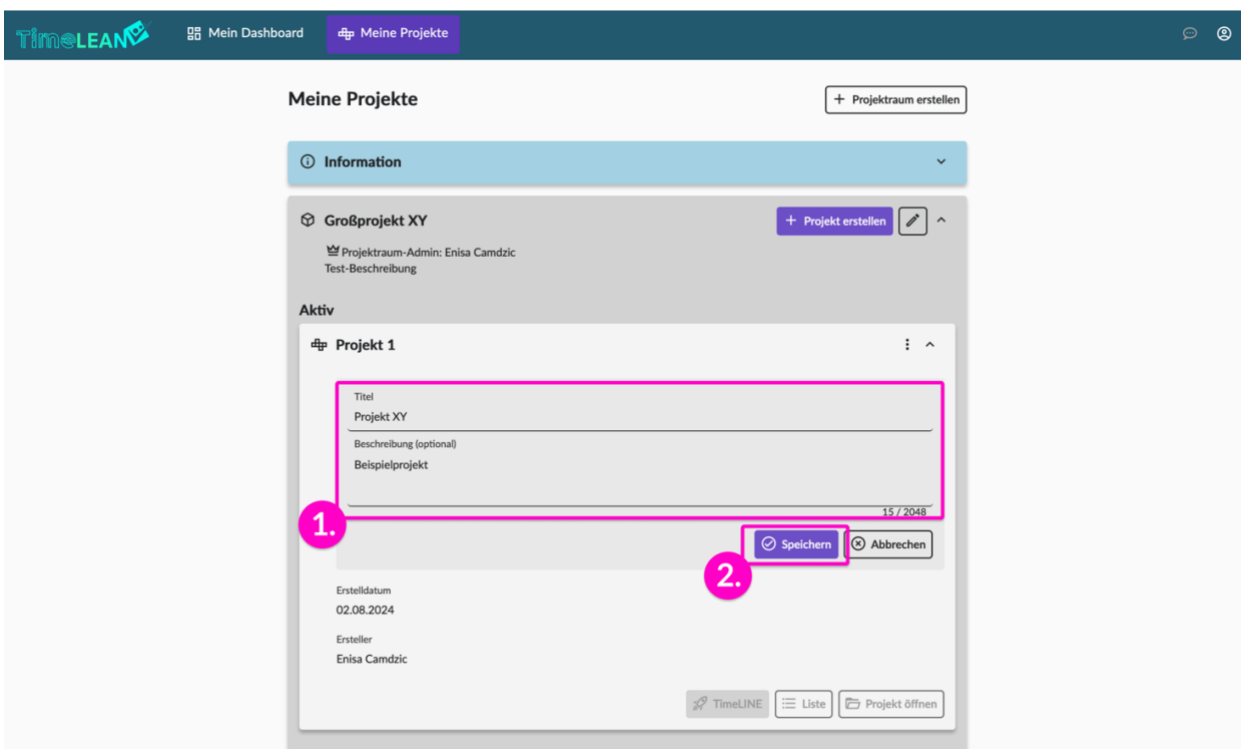 TimeLEAN
Mein Dashboard
Meine Projekte
Meine Projekte
+ Projektraum erstellen
Information
Großprojekt XY
+ Projekt erstellen
Projektraum-Admin: Enisa Camdzic
Test-Beschreibung
Aktiv
Projekt 1
Titel
Projekt XY
Beschreibung (optional)
Beispielprojekt
15 / 2048
1.
Speichern
Abbrechen
2.
Erstelldatum
02.08.2024
Ersteller
Enisa Camdzic
TimeLINE
Liste
Projekt öffnen